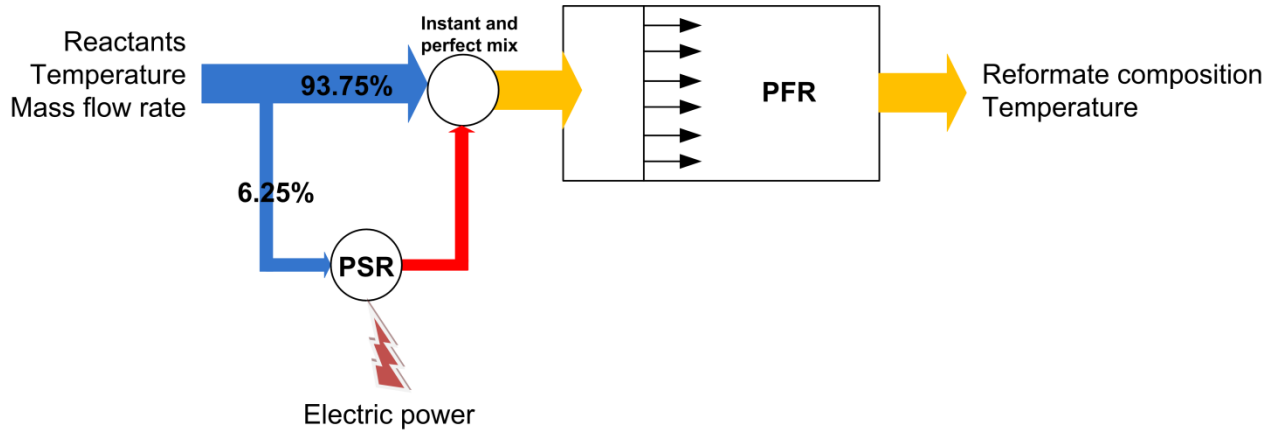 Reactants
Temperature
Mass flow rate
93.75%
Instant and
perfect mix
PFR
Reformate composition
Temperature
6.25%
PSR
Electric power